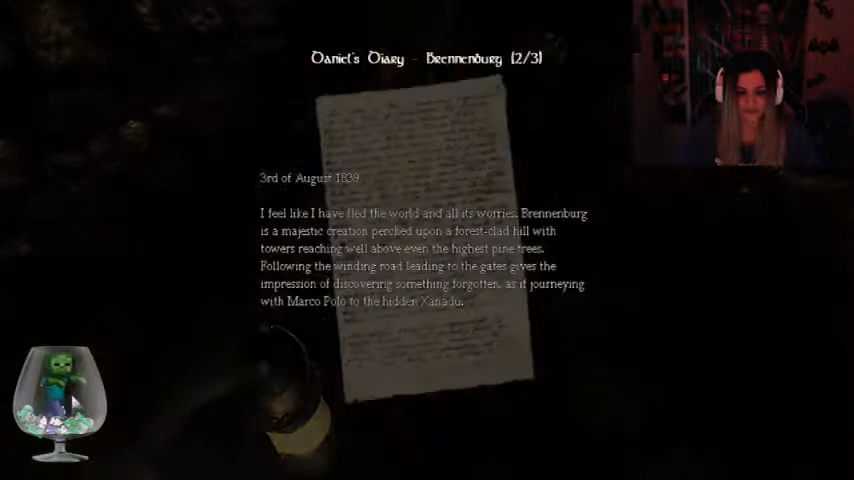 Daniel's Diary - Brennenburg (2/3)
3rd of August 1839
I feel like I have fled the world and all its worries. Brennenburg
is a majestic creation perched upon a forest-clad hill with
towers reaching well above even the highest pine trees.
Following the winding road leading to the gates gives the
impression of discovering something forgotten, as if journeying
with Marco Polo to the hidden Xanadu.